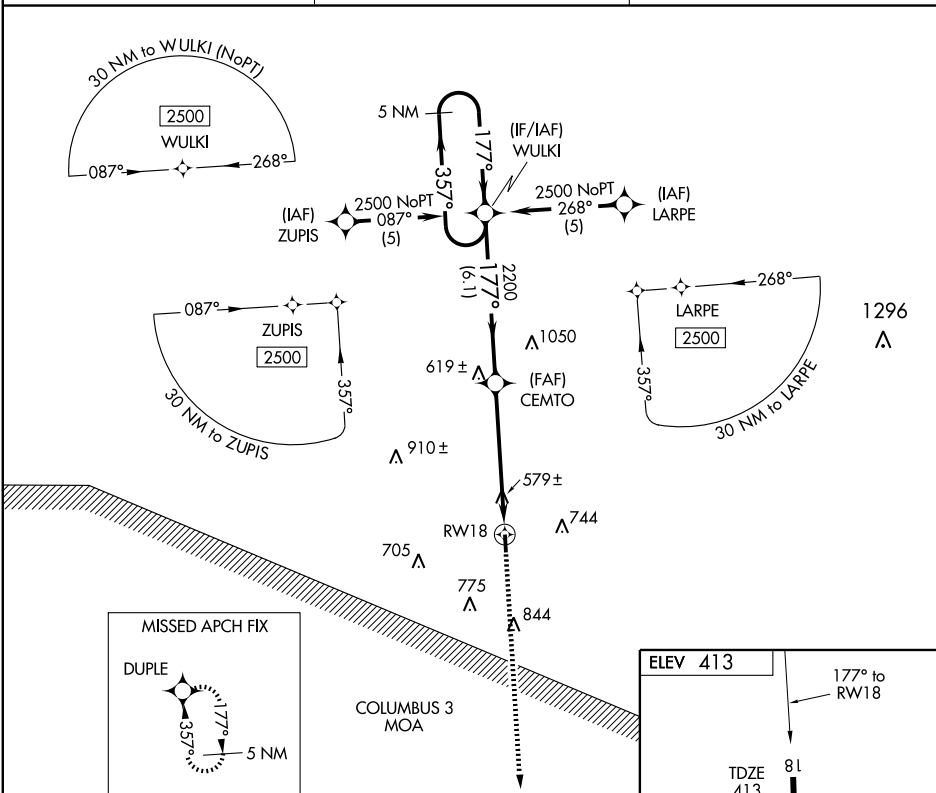 30 NM to WULKI (NoPT)
2500
WULKI
087°
268°
5 NM
177°
357°
(IF/IAF)
WULKI
(IAF)
ZUPIS
2500 NoPT
087°
(5)
2500 NoPT
268°
(5)
(IAF)
LARPE
2200
177°
(6.1)
087°
ZUPIS
2500
357°
30 NM to ZUPIS
268°
LARPE
2500
357°
30 NM to LARPE
1296
1050
619±
(FAF)
CEMTO
910±
579±
RW18
744
705
775
844
MISSED APCH FIX
DUPLE
177°
357°
5 NM
COLUMBUS 3
MOA
ELEV 413
177° to
RW18
TDZE
413
18